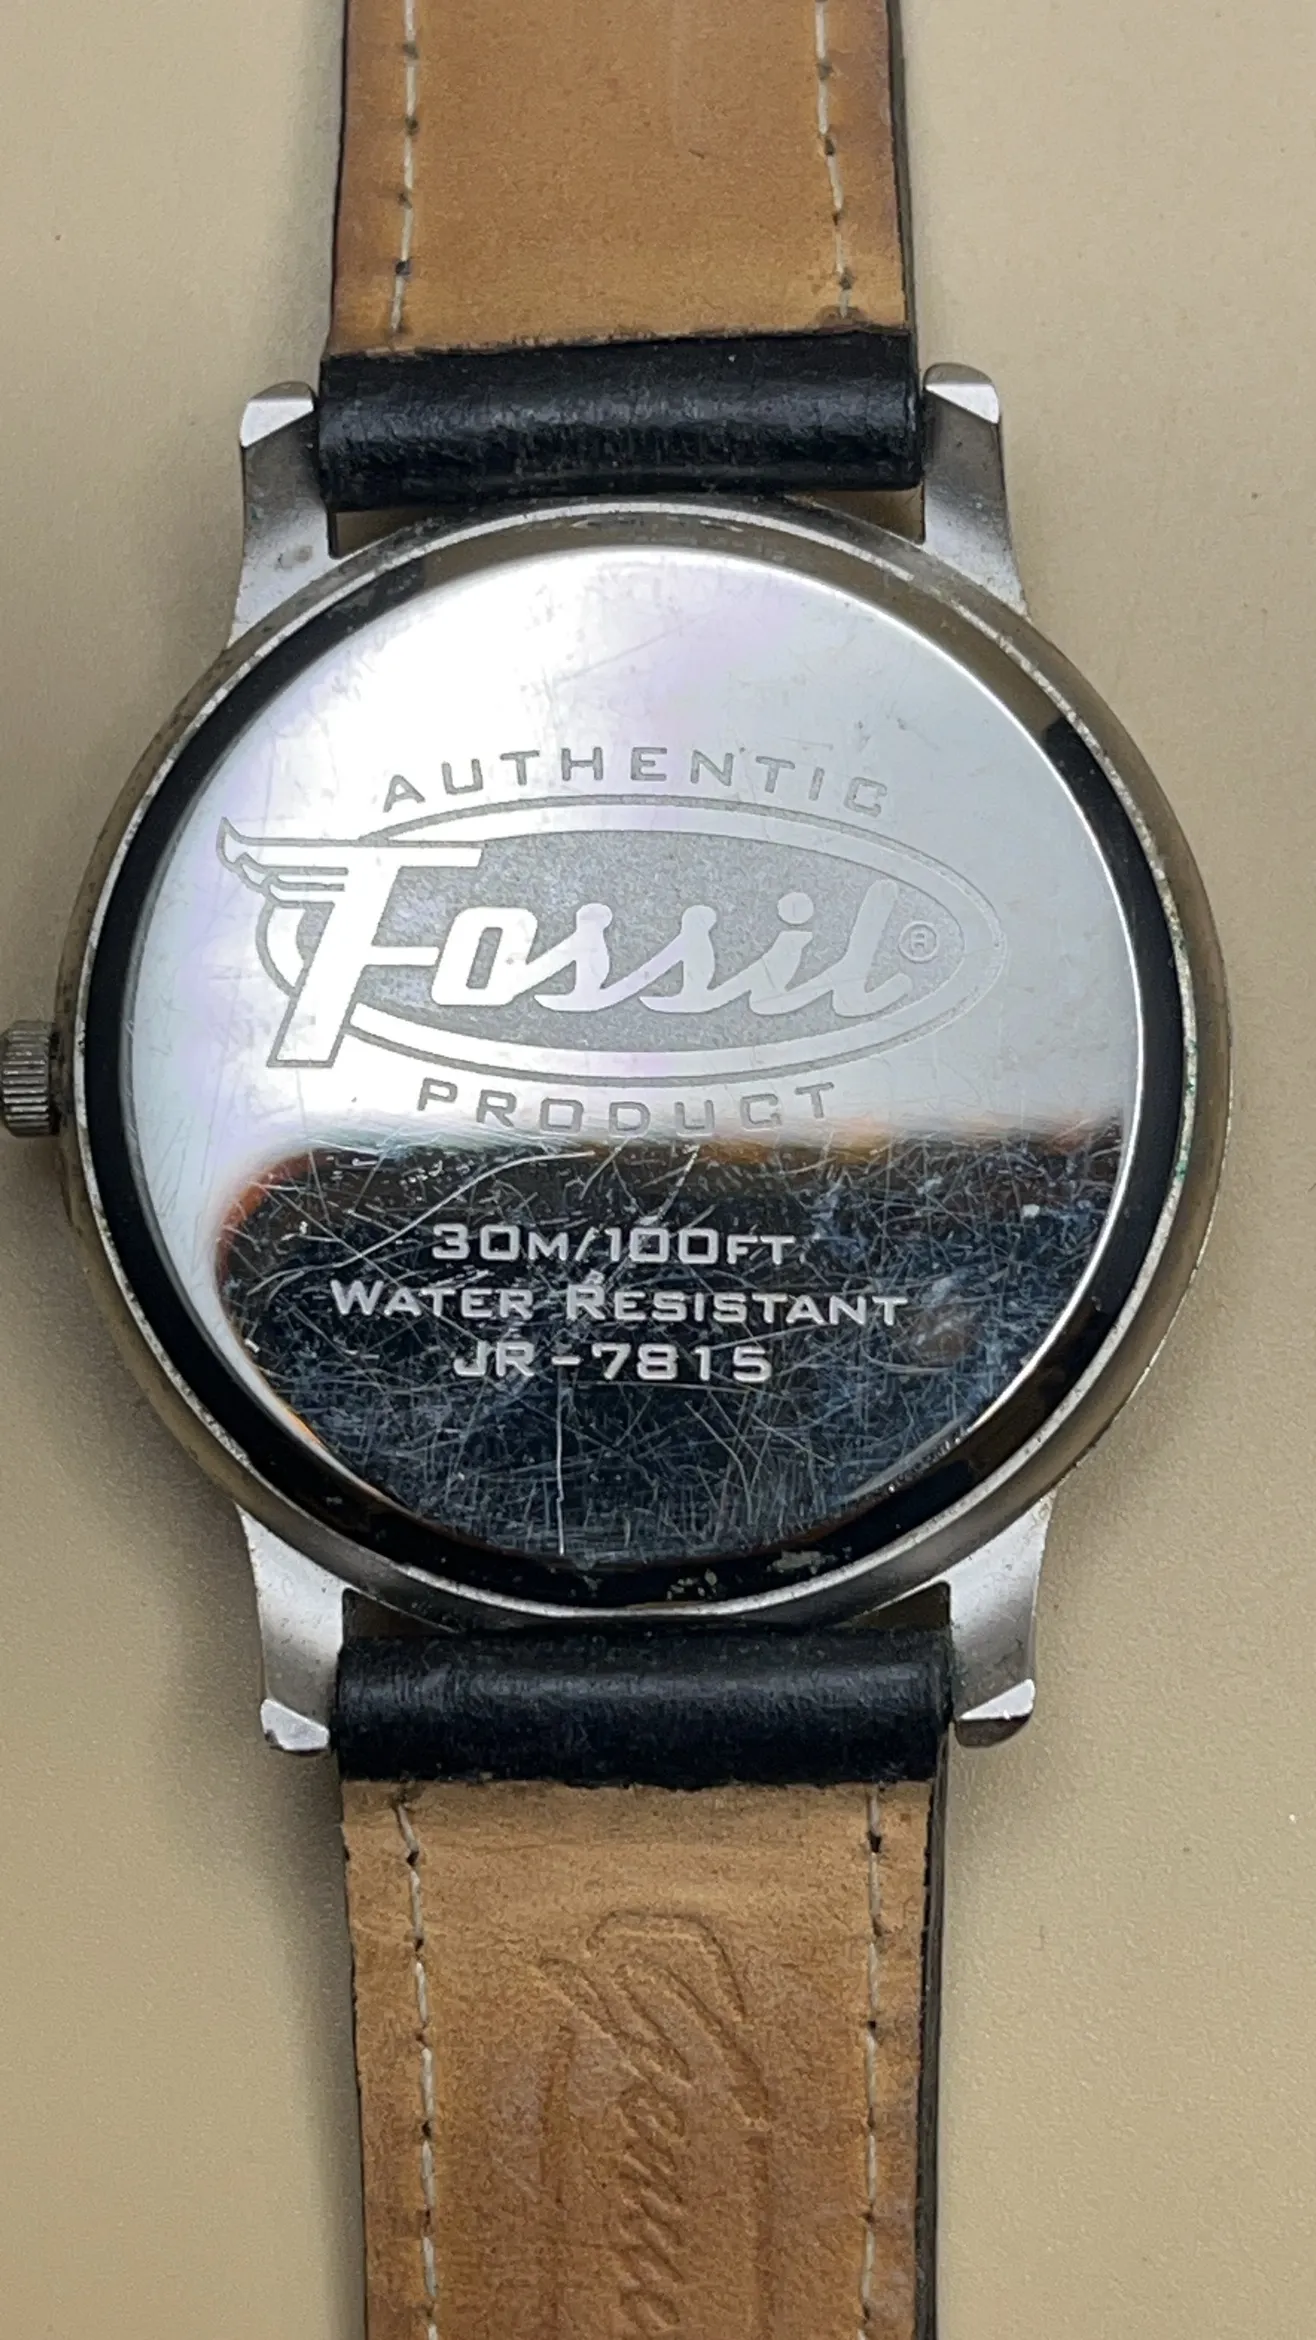 AUTHENTIC
Fossil®
PRODUCT
30M/100FT
WATER RESISTANT
JR-7815